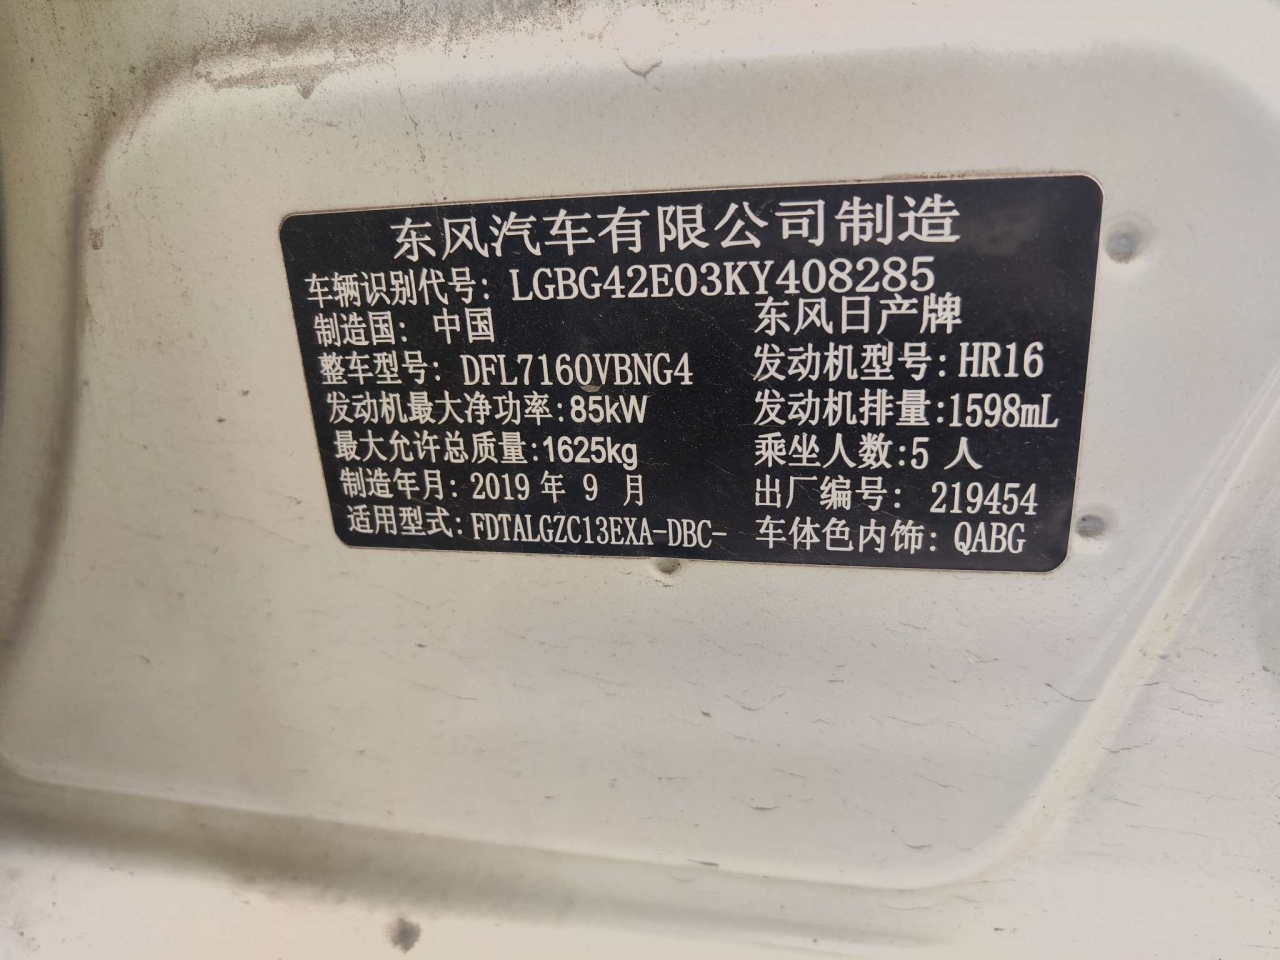 东风汽车有限公司制造
车辆识别代号: LGBG42E03KY408285
制造国: 中国 东风日产牌
整车型号: DFL7160VBNG4 发动机型号: HR16
发动机最大净功率: 85kW 发动机排量: 1598mL
最大允许总质量: 1625kg 乘坐人数: 5 人
制造年月: 2019 年 9 月 出厂编号: 219454
适用型式: FDTALGZC13EXA-DBC- 车体色内饰: QABG